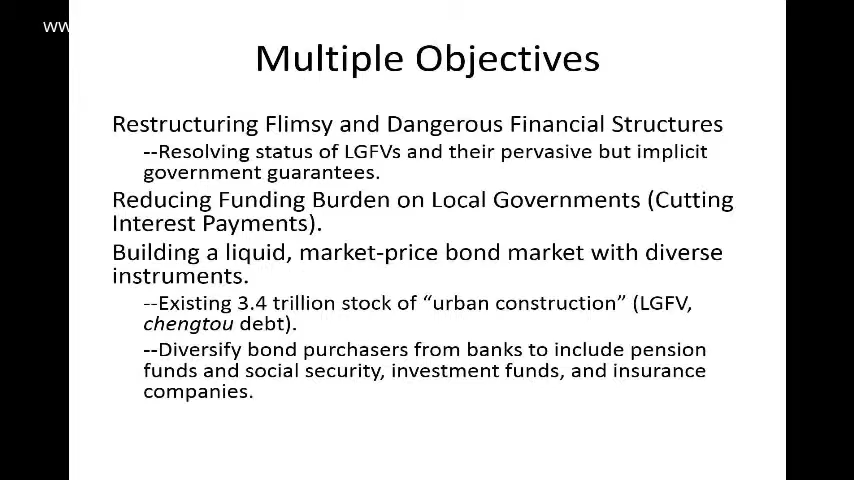 ww
Multiple Objectives
Restructuring Flimsy and Dangerous Financial Structures
--Resolving status of LGFVs and their pervasive but implicit
government guarantees.
Reducing Funding Burden on Local Governments (Cutting
Interest Payments).
Building a liquid, market-price bond market with diverse
instruments.
--Existing 3.4 trillion stock of “urban construction” (LGFV,
chengtou debt).
--Diversify bond purchasers from banks to include pension
funds and social security, investment funds, and insurance
companies.